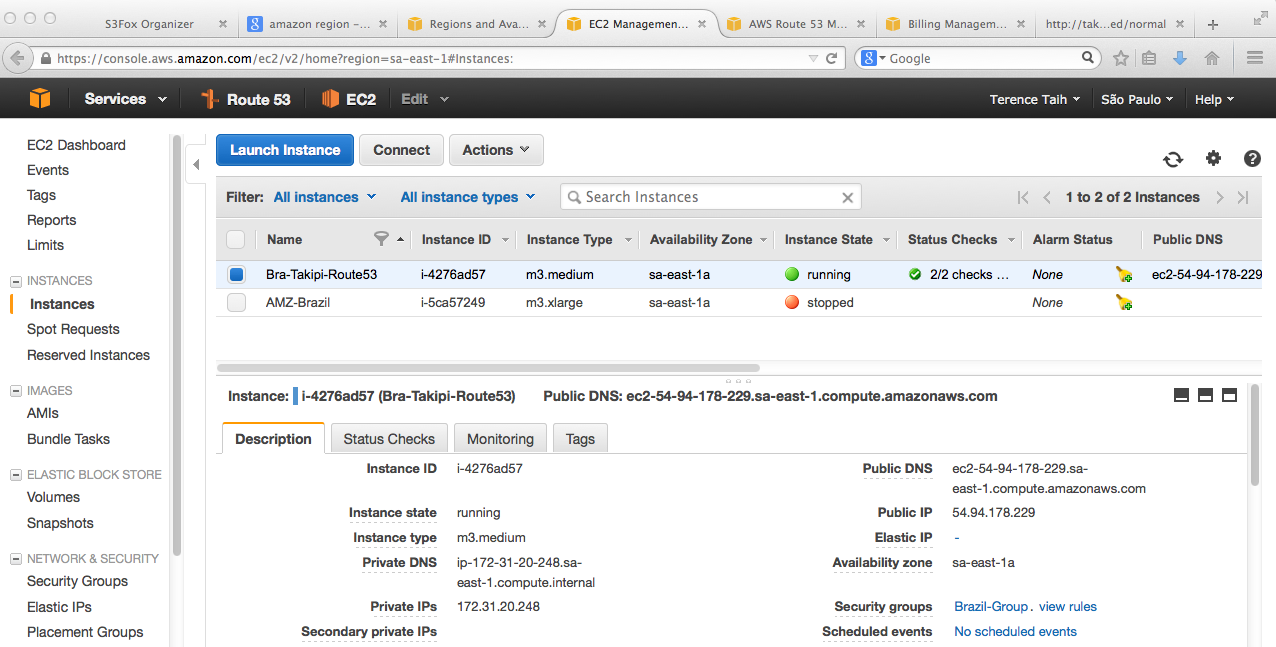 S3Fox Organizer
amazon region –...
Regions and Ava...
EC2 Managemen...
AWS Route 53 M...
Billing Managem...
http://tak...ed/normal
https://console.aws.amazon.com/ec2/v2/home?region=sa-east-1#Instances:
Google
Services
Route 53
EC2
Edit
Terence Taih
São Paulo
Help
EC2 Dashboard
Events
Tags
Reports
Limits
INSTANCES
Instances
Spot Requests
Reserved Instances
IMAGES
AMIs
Bundle Tasks
ELASTIC BLOCK STORE
Volumes
Snapshots
NETWORK & SECURITY
Security Groups
Elastic IPs
Placement Groups
Launch Instance
Connect
Actions
Filter: All instances All instance types Search Instances 1 to 2 of 2 Instances
Name Instance ID Instance Type Availability Zone Instance State Status Checks Alarm Status Public DNS
Bra-Takipi-Route53 i-4276ad57 m3.medium sa-east-1a running 2/2 checks ... None ec2-54-94-178-229
AMZ-Brazil i-5ca57249 m3.xlarge sa-east-1a stopped None
Instance: i-4276ad57 (Bra-Takipi-Route53) Public DNS: ec2-54-94-178-229.sa-east-1.compute.amazonaws.com
Description Status Checks Monitoring Tags
Instance ID i-4276ad57
Instance state running
Instance type m3.medium
Private DNS ip-172-31-20-248.sa-
east-1.compute.internal
Private IPs 172.31.20.248
Secondary private IPs
Public DNS ec2-54-94-178-229.sa-
east-1.compute.amazonaws.com
Public IP 54.94.178.229
Elastic IP -
Availability zone sa-east-1a
Security groups Brazil-Group. view rules
Scheduled events No scheduled events